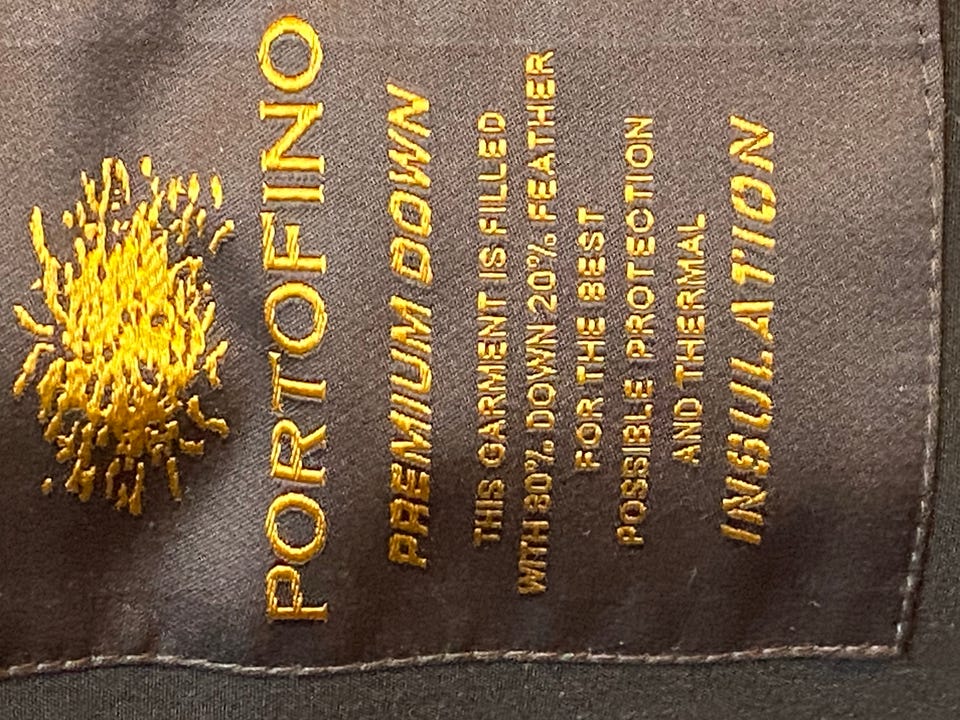 PORTOFINO
PREMIUM DOWN
THIS GARMENT IS FILLED
WITH 80% DOWN 20% FEATHER
FOR THE BEST
POSSIBLE PROTECTION
AND THERMAL
INSULATION